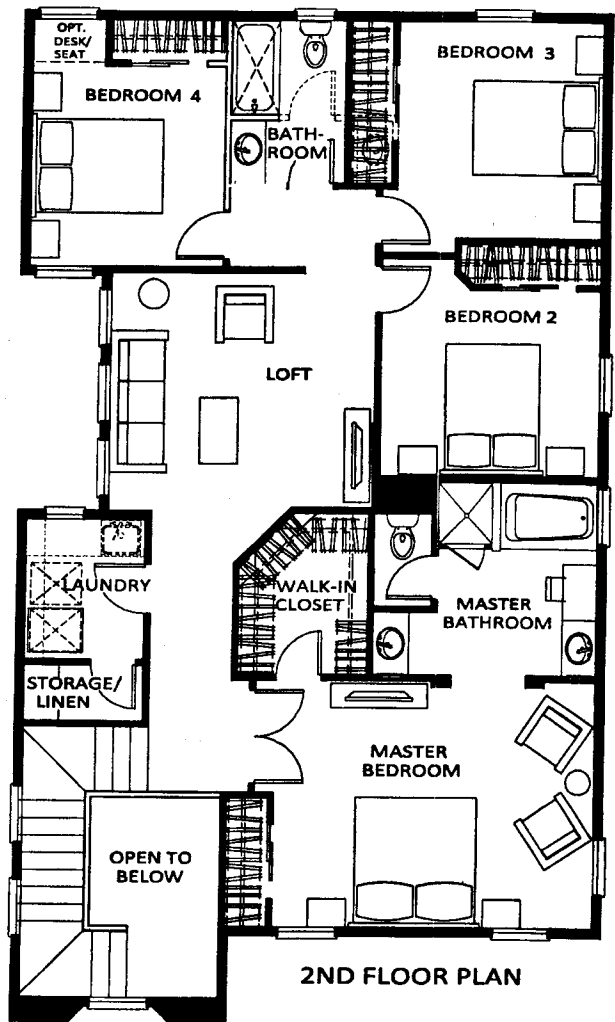 OPT.
DESK/
SEAT
BEDROOM 4
BATH-
ROOM
BEDROOM 3
BEDROOM 2
LOFT
LAUNDRY
WALK-IN
CLOSET
MASTER
BATHROOM
STORAGE/
LINEN
MASTER
BEDROOM
OPEN TO
BELOW
2ND FLOOR PLAN